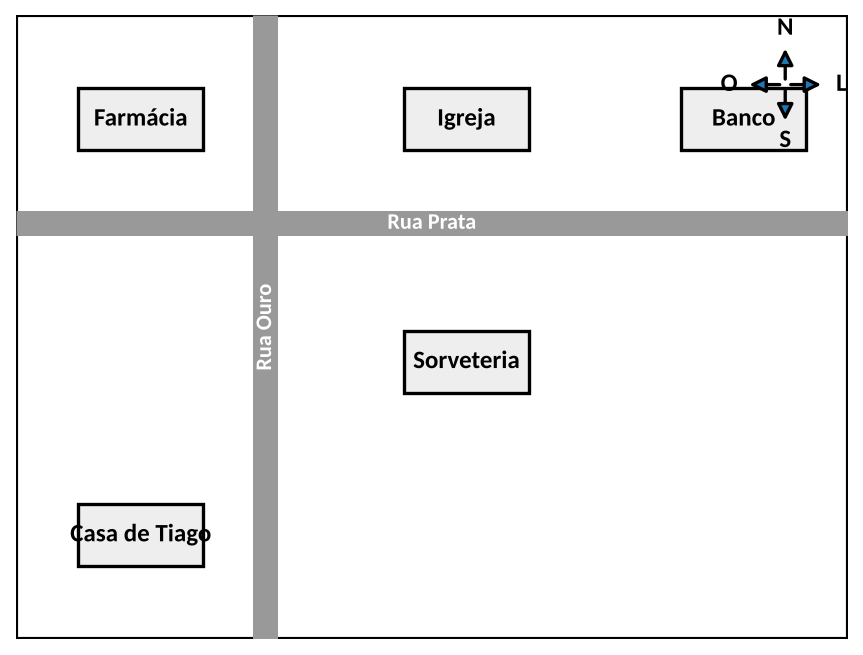 N
O
L
Farmácia
Igreja
Banco
S
Rua Prata
Rua Ouro
Sorveteria
Casa de Tiago